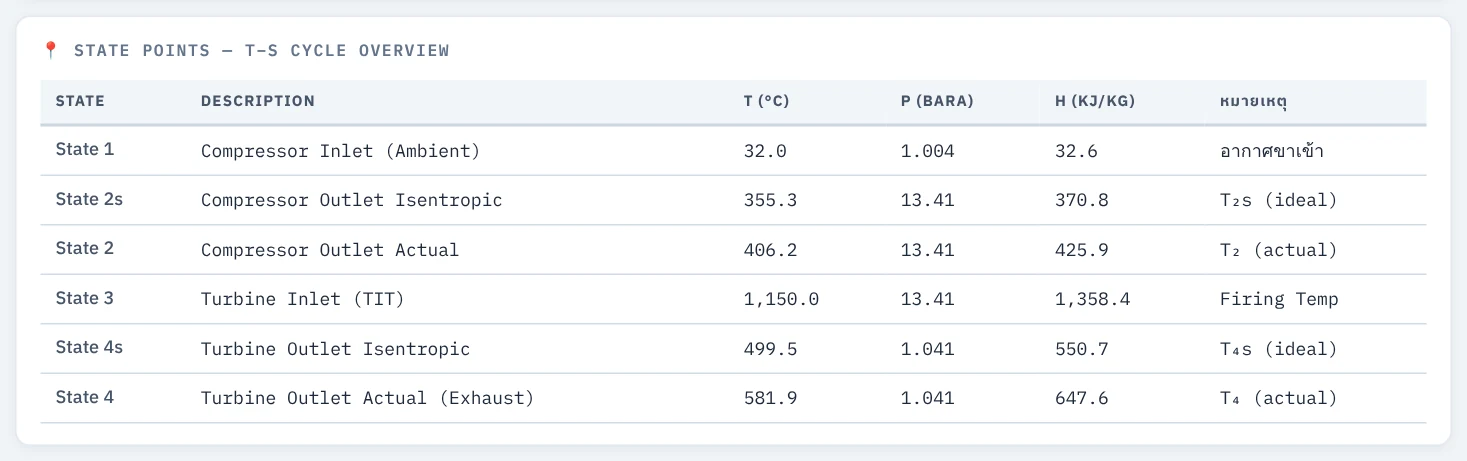 📍 STATE POINTS — T-S CYCLE OVERVIEW
STATE DESCRIPTION T (°C) P (BARA) H (KJ/KG) หมายเหตุ
State 1 Compressor Inlet (Ambient) 32.0 1.004 32.6 อากาศขาเข้า
State 2s Compressor Outlet Isentropic 355.3 13.41 370.8 T₂s (ideal)
State 2 Compressor Outlet Actual 406.2 13.41 425.9 T₂ (actual)
State 3 Turbine Inlet (TIT) 1,150.0 13.41 1,358.4 Firing Temp
State 4s Turbine Outlet Isentropic 499.5 1.041 550.7 T₄s (ideal)
State 4 Turbine Outlet Actual (Exhaust) 581.9 1.041 647.6 T₄ (actual)